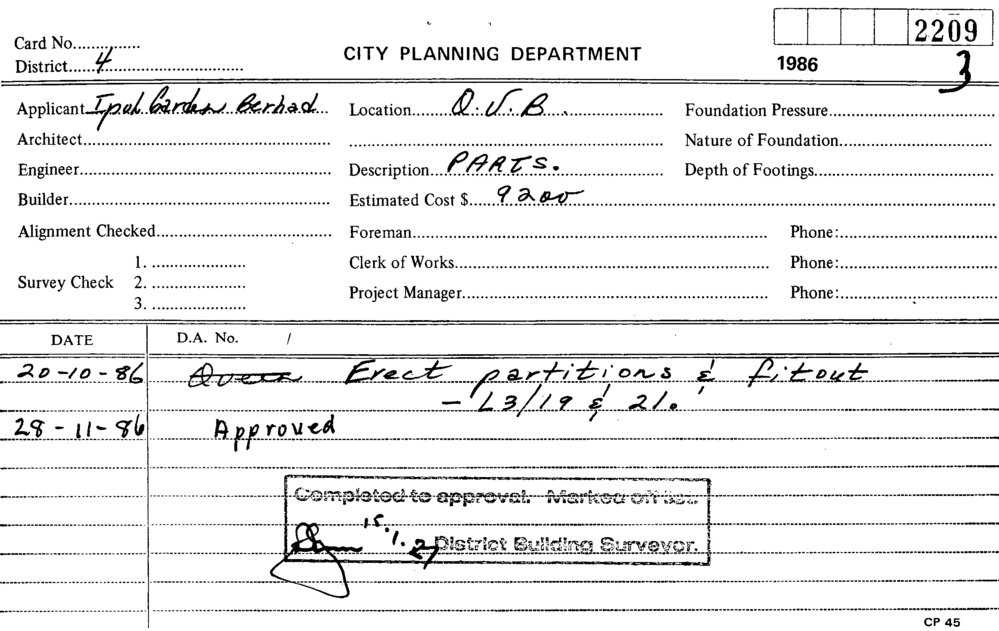 2209
Card No...............
District.....4..............................
CITY PLANNING DEPARTMENT
1986
3
Applicant Ipoh Garden Berhad
Location Q.V.B.
Foundation Pressure
Architect
Nature of Foundation
Engineer
Description PARTS.
Depth of Footings
Builder
Estimated Cost $ 9200
Alignment Checked
Foreman
Phone:
Survey Check
1.
2.
3.
Clerk of Works
Phone:
Project Manager
Phone:
DATE
D.A. No. /
20-10-86 Erect partitions & fitout
- L3/19 & 21.
28-11-86 Approved
Completed to approval. Marked off list.
15.1.87 District Building Surveyor.
CP 45